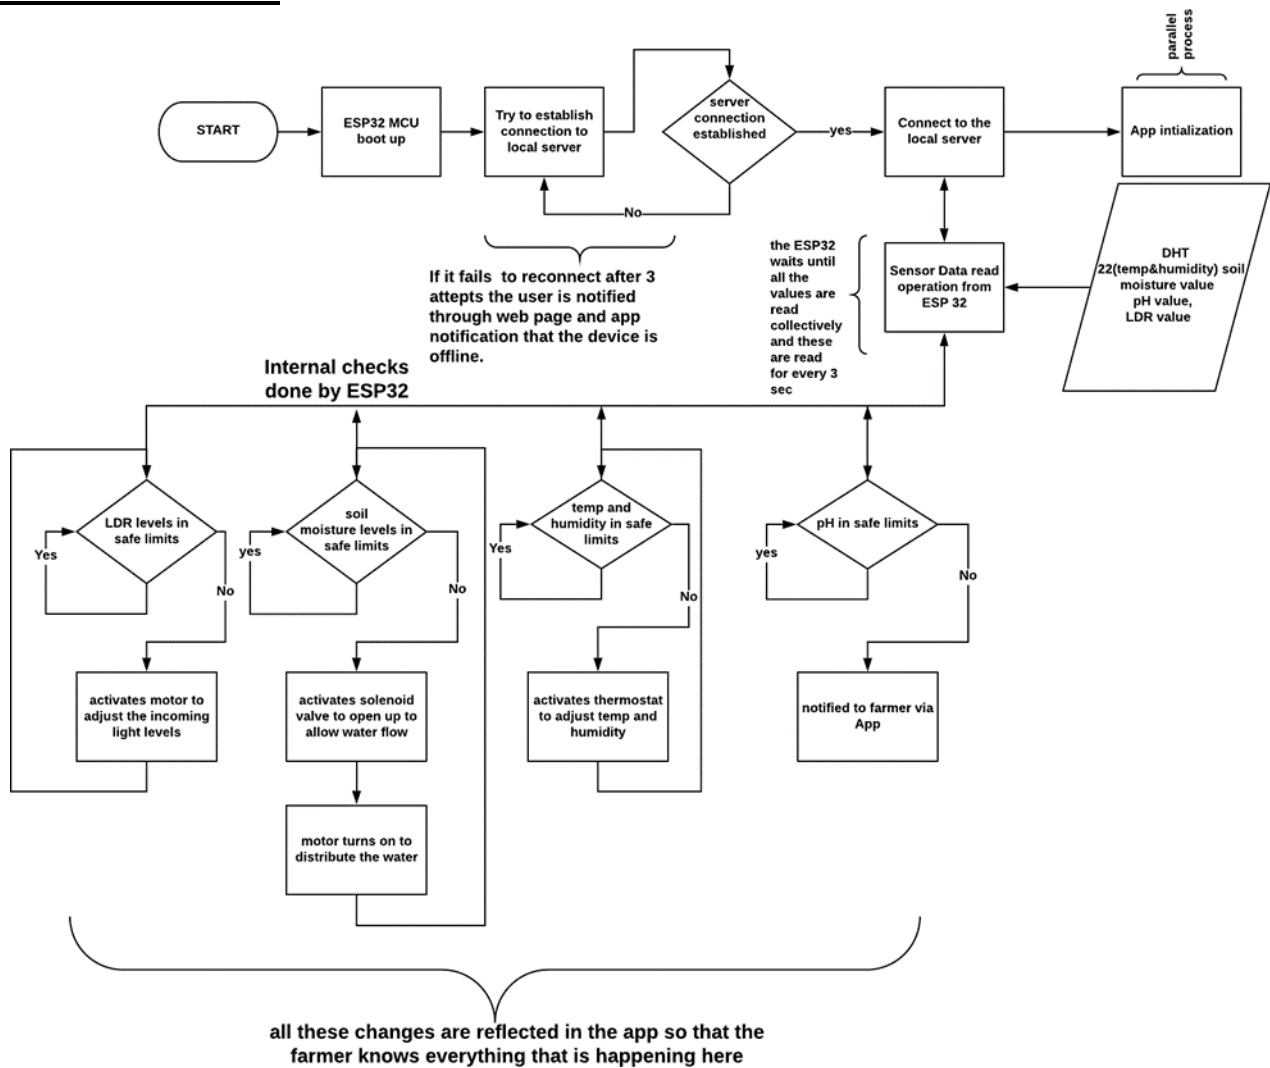 parallel
process
START
ESP32 MCU
boot up
Try to establish
connection to
local server
server
connection
established
yes
Connect to the
local server
App intialization
No
If it fails  to reconnect after 3
attepts the user is notified
through web page and app
notification that the device is
offline.
the ESP32
waits until
all the
values are
read
collectively
and these
are read
for every 3
sec
Sensor Data read
operation from
ESP 32
DHT
22(temp&humidity) soil
moisture value
pH value,
LDR value
Internal checks
done by ESP32
LDR levels in
safe limits
Yes
No
soil
moisture levels in
safe limits
yes
No
temp and
humidity in safe
limits
Yes
No
pH in safe limits
yes
No
activates motor to
adjust the incoming
light levels
activates solenoid
valve to open up to
allow water flow
activates thermostat
to adjust temp and
humidity
notified to farmer via
App
motor turns on to
distribute the water
all these changes are reflected in the app so that the
farmer knows everything that is happening here